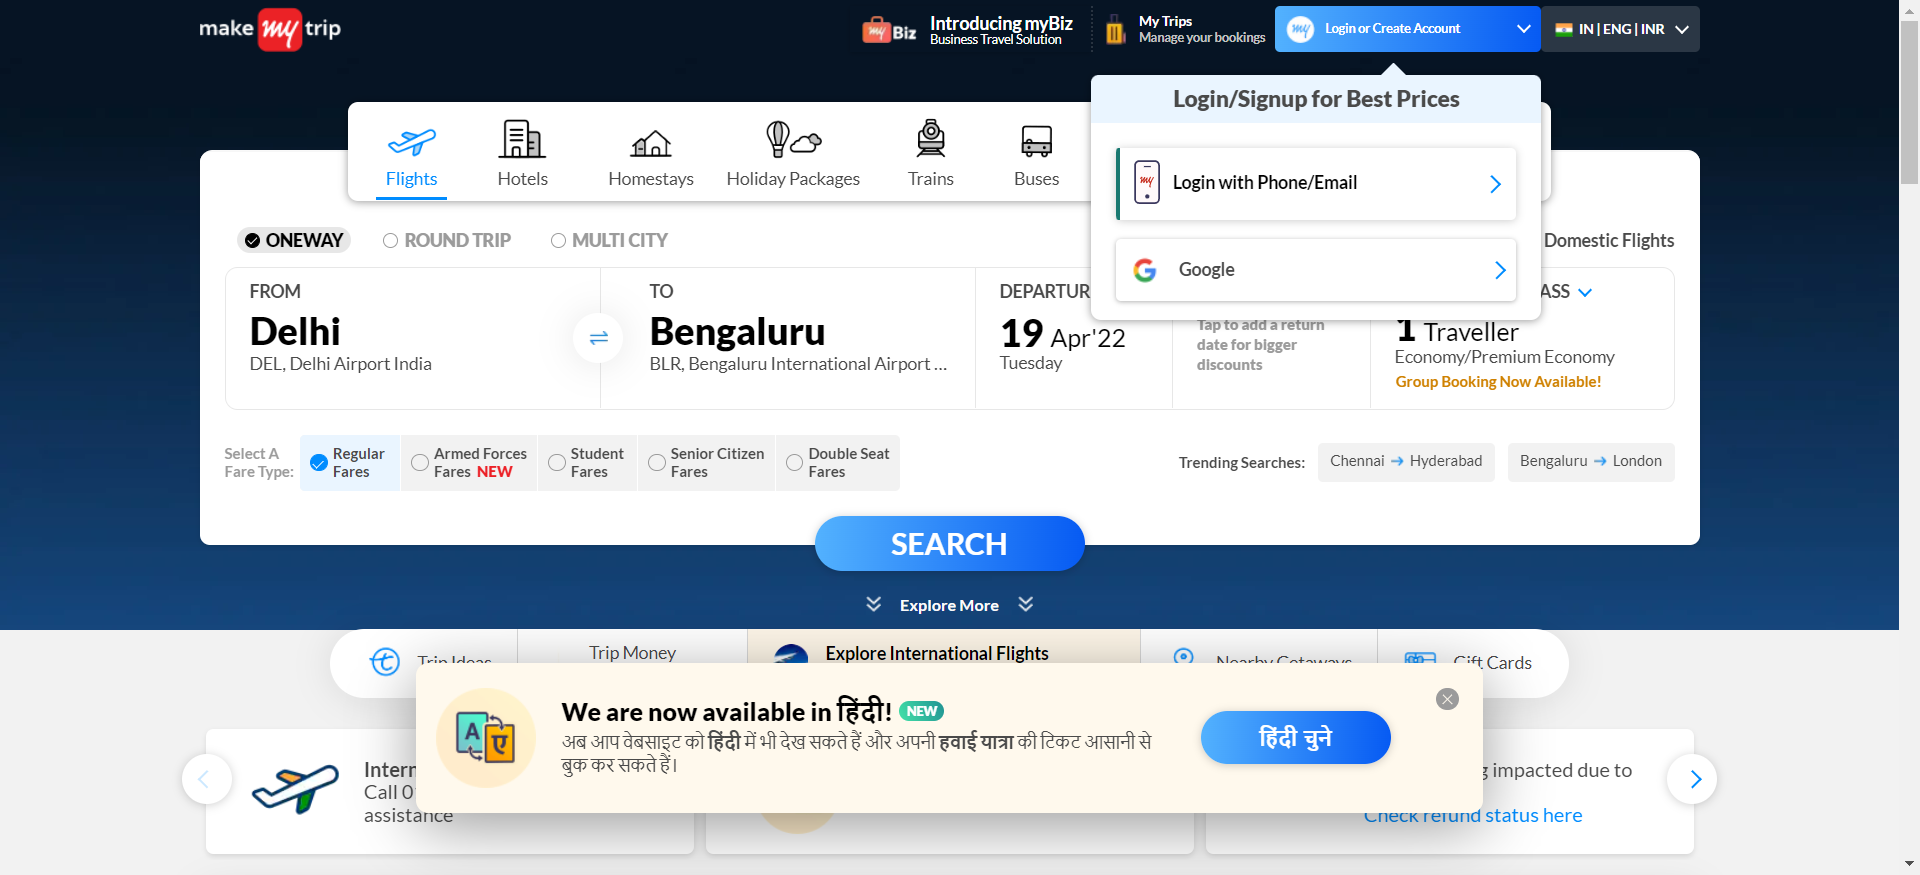 make my trip
my Biz
Introducing myBiz
Business Travel Solution
My Trips
Manage your bookings
my
Login or Create Account
IN | ENG | INR
Login/Signup for Best Prices
my
Login with Phone/Email
Google
Flights
Hotels
Homestays
Holiday Packages
Trains
Buses
ONEWAY
ROUND TRIP
MULTI CITY
Domestic Flights
FROM
Delhi
DEL, Delhi Airport India
TO
Bengaluru
BLR, Bengaluru International Airport ...
DEPARTUR
19 Apr'22
Tuesday
Tap to add a return
date for bigger
discounts
ASS
1 Traveller
Economy/Premium Economy
Group Booking Now Available!
Select A
Fare Type:
Regular
Fares
Armed Forces
Fares NEW
Student
Fares
Senior Citizen
Fares
Double Seat
Fares
Trending Searches:
Chennai → Hyderabad
Bengaluru → London
SEARCH
Explore More
Trip Ideas
Trip Money
Explore International Flights
Nearby Getaways
Gift Cards
A
ए
We are now available in हिंदी! NEW
अब आप वेबसाइट को हिंदी में भी देख सकते हैं और अपनी हवाई यात्रा की टिकट आसानी से
बुक कर सकते हैं।
हिंदी चुने
Intern
Call 0
assistance
g impacted due to
Check refund status here